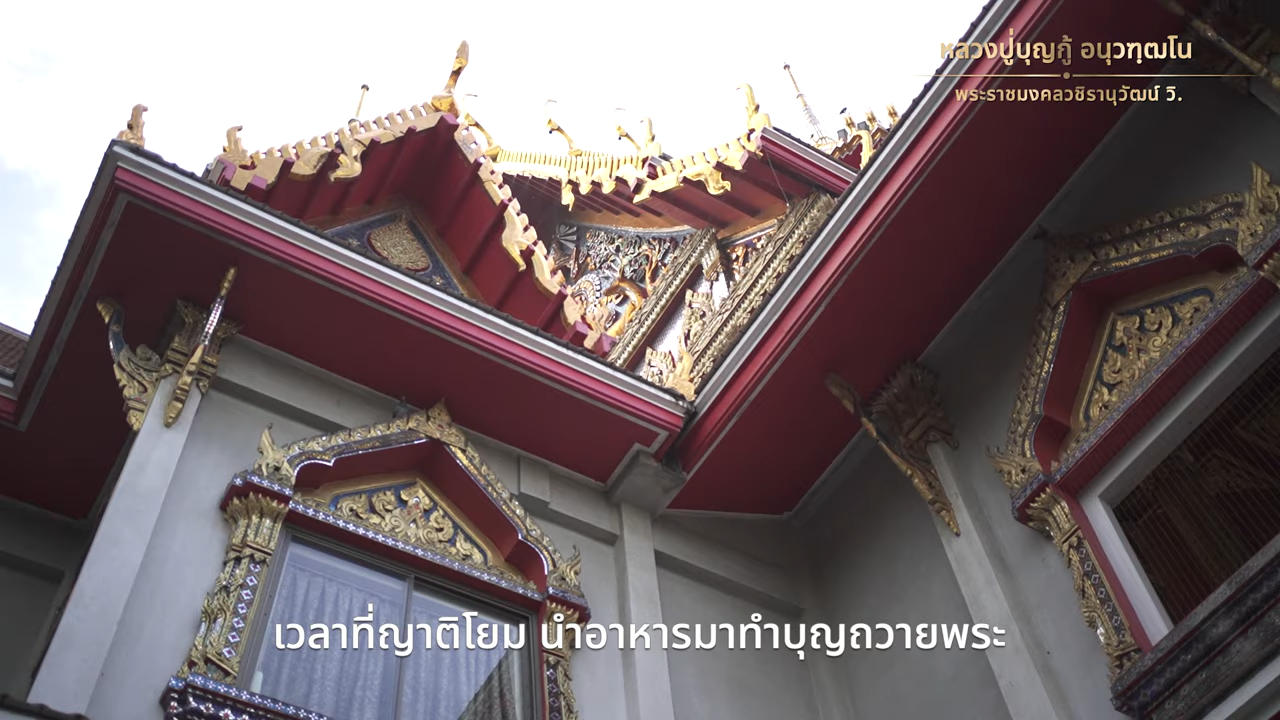 หลวงปู่บุญกู้ อนุวฑฺฒโน
พระราชมงคลวชิรานุวัฒน์ วิ.
เวลาที่ญาติโยม นำอาหารมาทำบุญถวายพระ